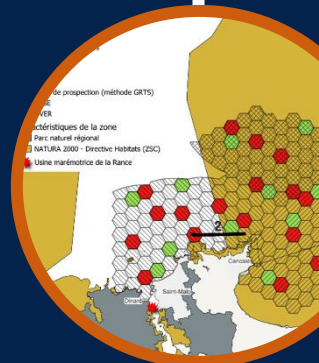 de prospection (méthode GRTS)
VER
actéristiques de la zone
Parc naturel régional
NATURA 2000 - Directive Habitats (ZSC)
Usine marémotrice de la Rance
2
Cancale
Saint-Malo
Dinard